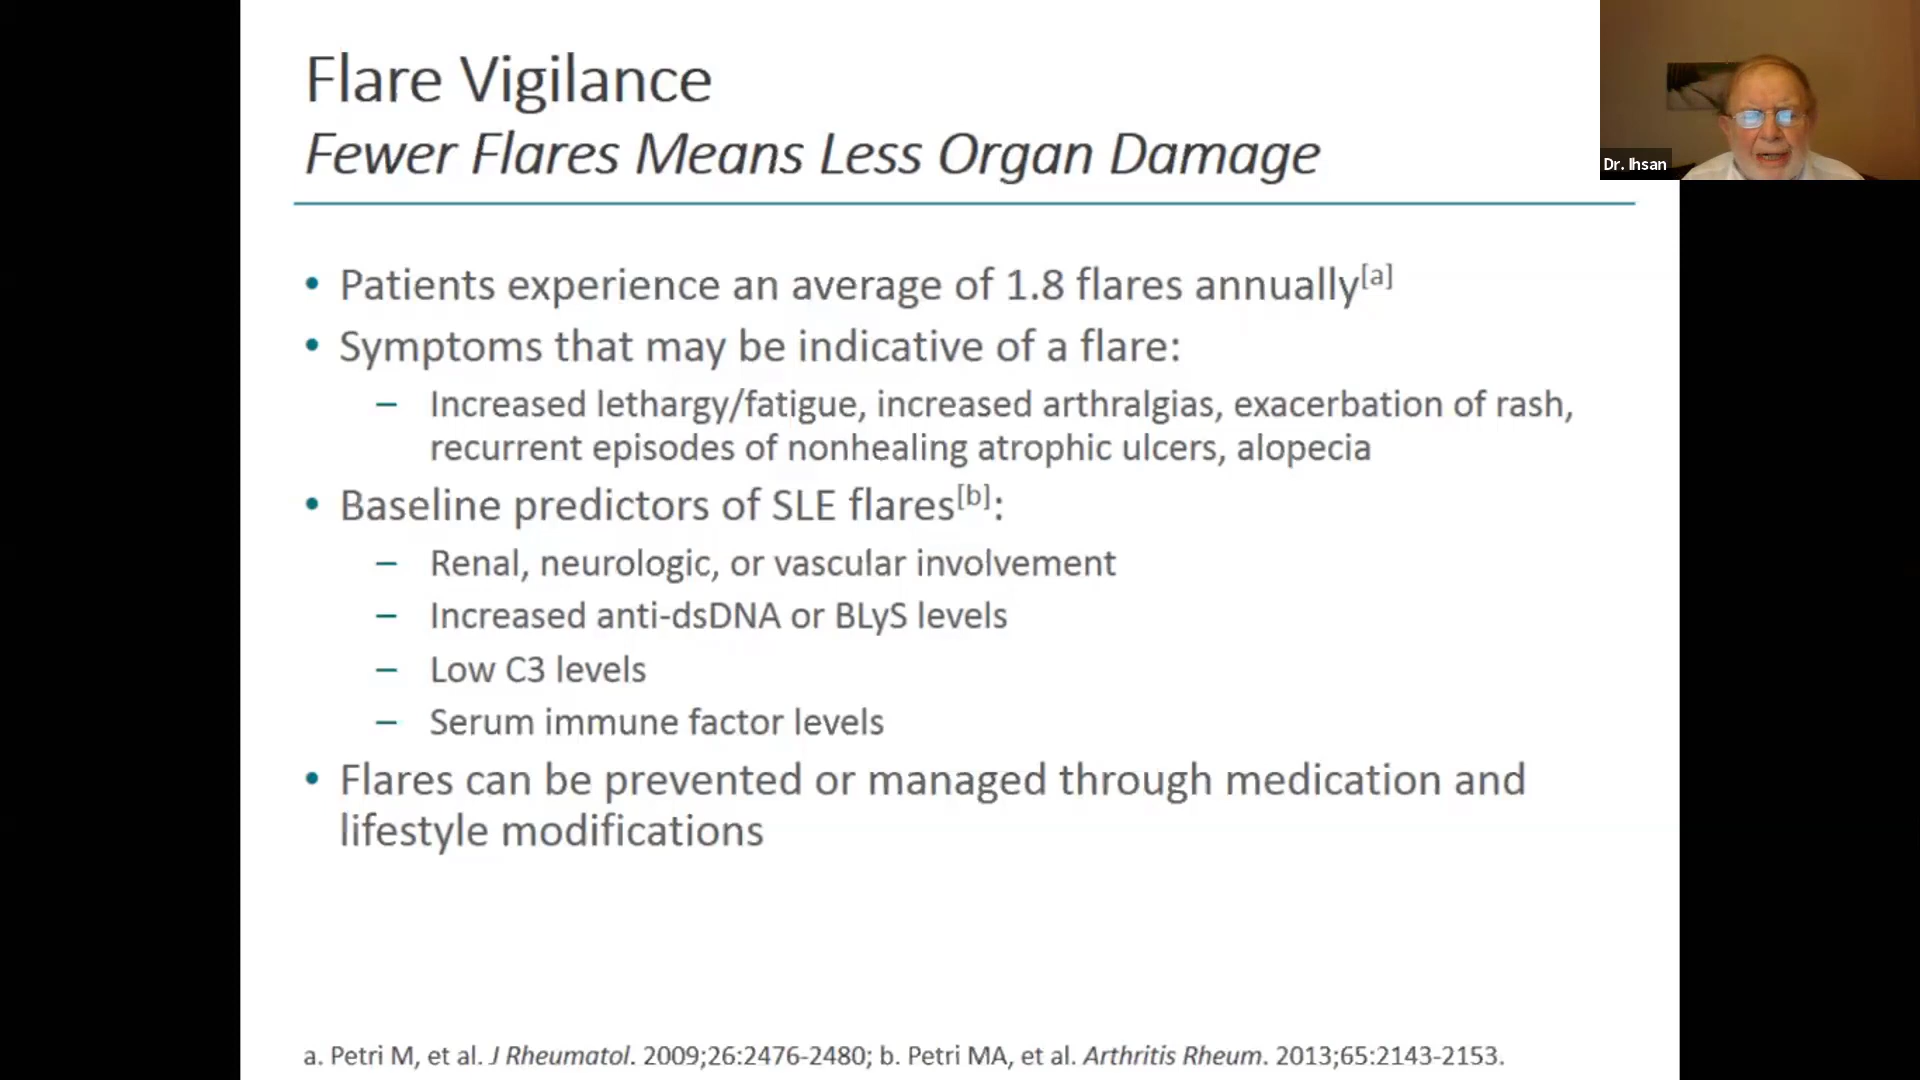 Flare Vigilance
Fewer Flares Means Less Organ Damage
Dr. Ihsan
• Patients experience an average of 1.8 flares annually[a]
• Symptoms that may be indicative of a flare:
– Increased lethargy/fatigue, increased arthralgias, exacerbation of rash,
recurrent episodes of nonhealing atrophic ulcers, alopecia
• Baseline predictors of SLE flares[b]:
– Renal, neurologic, or vascular involvement
– Increased anti-dsDNA or BLyS levels
– Low C3 levels
– Serum immune factor levels
• Flares can be prevented or managed through medication and
lifestyle modifications
a. Petri M, et al. J Rheumatol. 2009;26:2476-2480; b. Petri MA, et al. Arthritis Rheum. 2013;65:2143-2153.